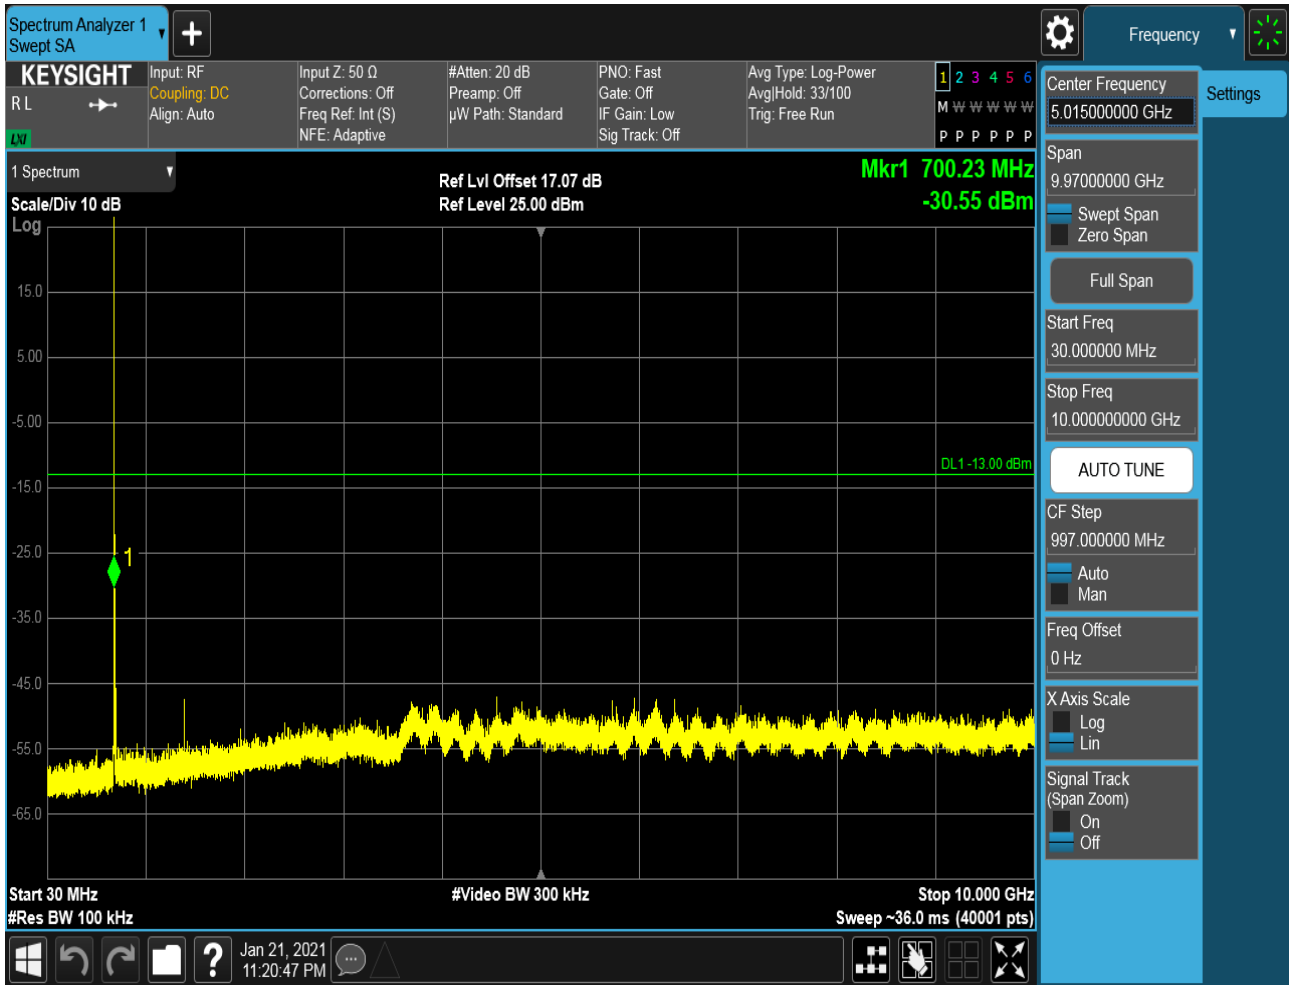 Spectrum Analyzer 1
Swept SA
Frequency
KEYSIGHT
R L
LXI
Input: RF
Coupling: DC
Align: Auto
Input Z: 50 Ω
Corrections: Off
Freq Ref: Int (S)
NFE: Adaptive
#Atten: 20 dB
Preamp: Off
µW Path: Standard
PNO: Fast
Gate: Off
IF Gain: Low
Sig Track: Off
Avg Type: Log-Power
Avg|Hold: 33/100
Trig: Free Run
1 2 3 4 5 6
M W W W W W
P P P P P P
1 Spectrum
Scale/Div 10 dB
Log
Ref Lvl Offset 17.07 dB
Ref Level 25.00 dBm
Mkr1 700.23 MHz
-30.55 dBm
15.0
5.00
-5.00
DL1 -13.00 dBm
-15.0
-25.0
1
-35.0
-45.0
-55.0
-65.0
Start 30 MHz
#Video BW 300 kHz
Stop 10.000 GHz
#Res BW 100 kHz
Sweep ~36.0 ms (40001 pts)
?
Jan 21, 2021
11:20:47 PM
Center Frequency
5.015000000 GHz
Settings
Span
9.97000000 GHz
Swept Span
Zero Span
Full Span
Start Freq
30.000000 MHz
Stop Freq
10.000000000 GHz
AUTO TUNE
CF Step
997.000000 MHz
Auto
Man
Freq Offset
0 Hz
X Axis Scale
Log
Lin
Signal Track
(Span Zoom)
On
Off